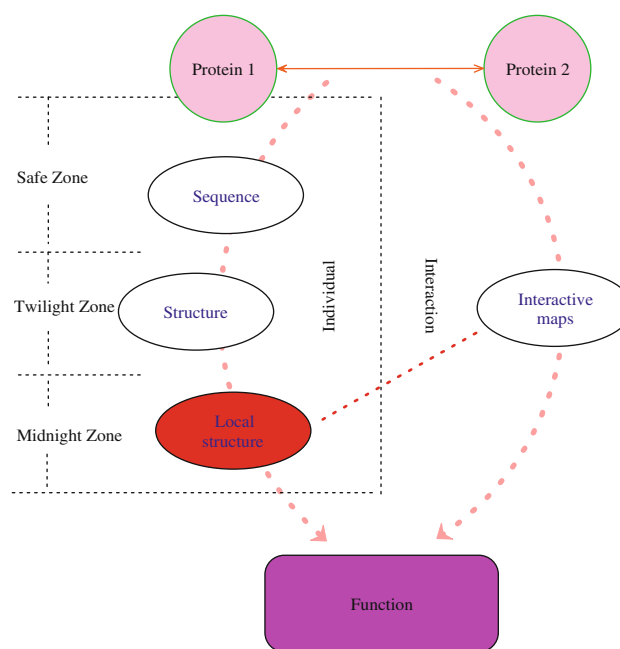 Protein 1
Protein 2
Safe Zone
Sequence
Twilight Zone
Structure
Individual
Interaction
Interactive
maps
Midnight Zone
Local
structure
Function